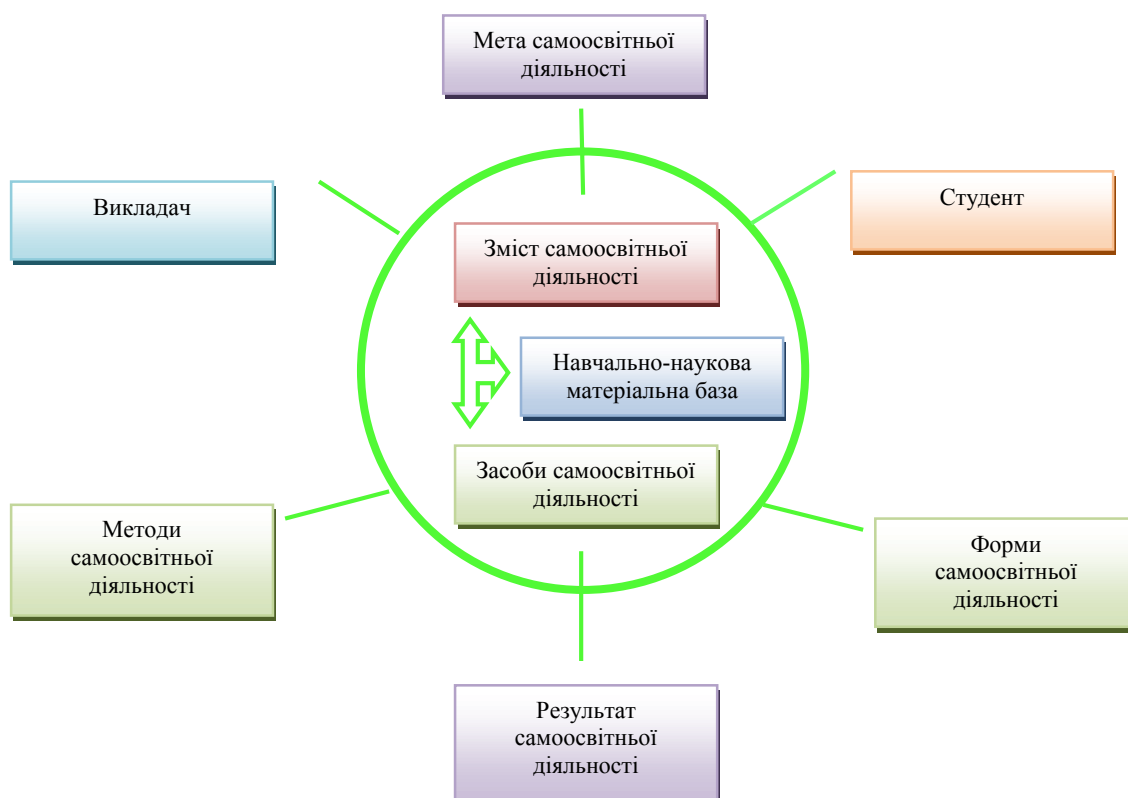 Мета самоосвітньої
діяльності
Викладач
Студент
Зміст самоосвітньої
діяльності
Навчально-наукова
матеріальна база
Засоби самоосвітньої
діяльності
Методи
самоосвітньої
діяльності
Форми
самоосвітньої
діяльності
Результат
самоосвітньої
діяльності